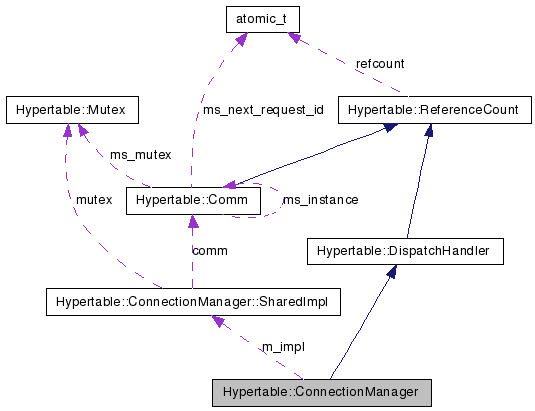 atomic_t
refcount
Hypertable::Mutex
ms_next_request_id
Hypertable::ReferenceCount
ms_mutex
mutex
Hypertable::Comm
ms_instance
comm
Hypertable::DispatchHandler
Hypertable::ConnectionManager::SharedImpl
m_impl
Hypertable::ConnectionManager